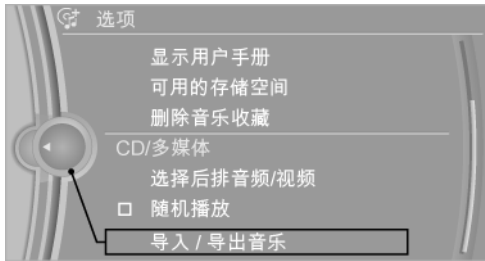 选项
显示用户手册
可用的存储空间
删除音乐收藏
CD/多媒体
选择后排音频/视频
随机播放
导入 / 导出音乐